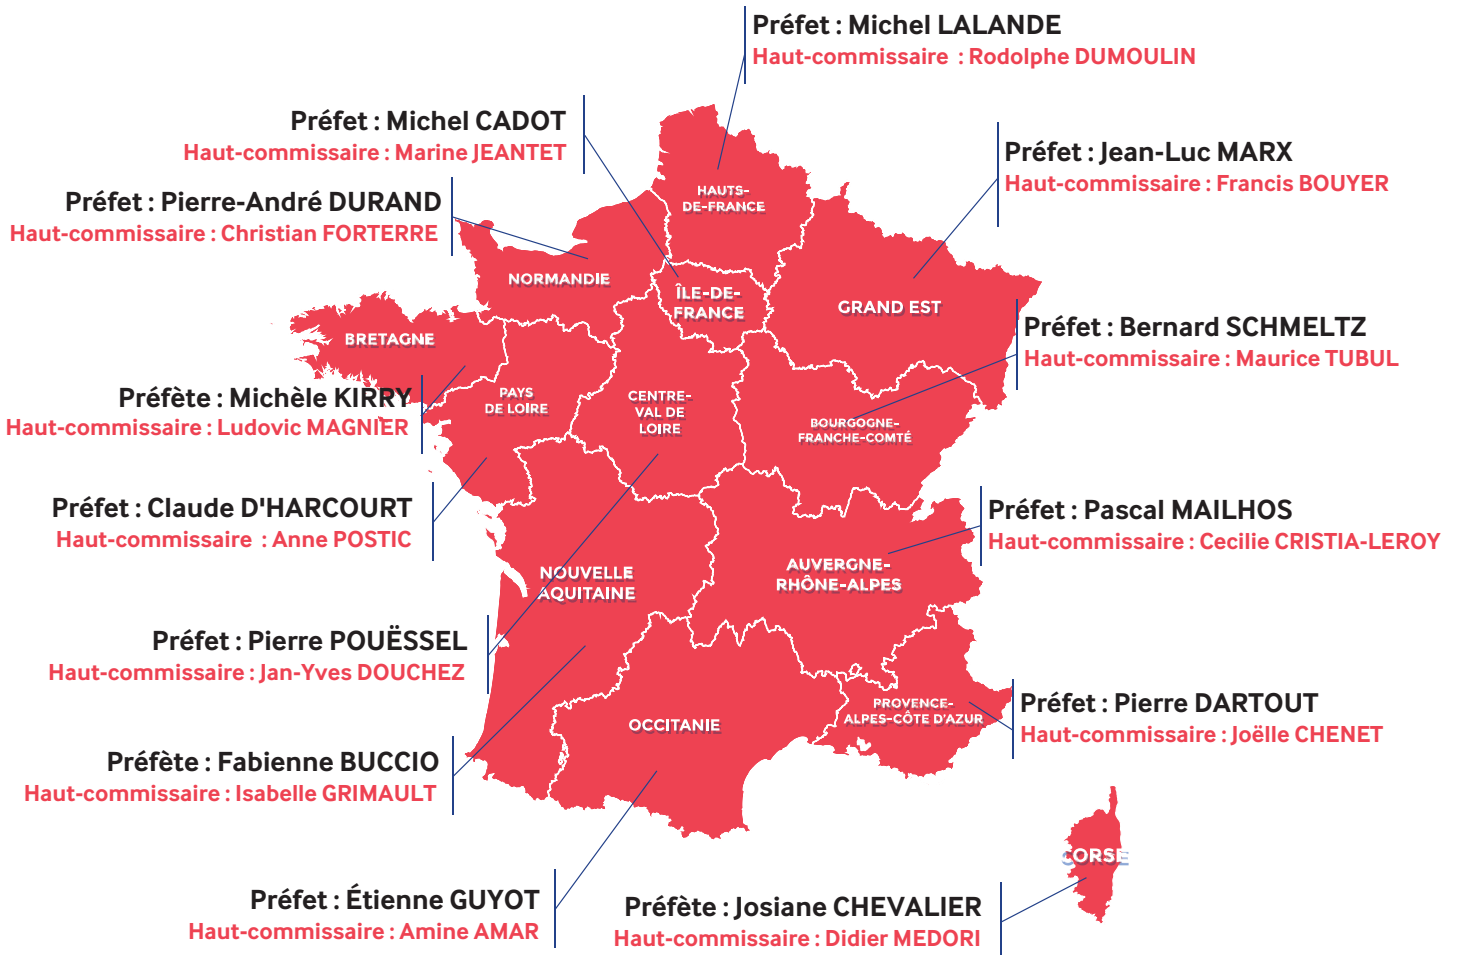 Préfet : Michel LALANDE
Haut-commissaire : Rodolphe DUMOULIN
Préfet : Michel CADOT
Haut-commissaire : Marine JEANTET
Préfet : Jean-Luc MARX
Haut-commissaire : Francis BOUYER
Préfet : Pierre-André DURAND
Haut-commissaire : Christian FORTERRE
HAUTS-
DE-FRANCE
NORMANDIE
ÎLE-DE-
FRANCE
GRAND EST
BRETAGNE
Préfet : Bernard SCHMELTZ
Haut-commissaire : Maurice TUBUL
Préfète : Michèle KIRRY
Haut-commissaire : Ludovic MAGNIER
PAYS
DE LOIRE
CENTRE-
VAL DE
LOIRE
BOURGOGNE-
FRANCHE-COMTÉ
Préfet : Claude D'HARCOURT
Haut-commissaire : Anne POSTIC
Préfet : Pascal MAILHOS
Haut-commissaire : Cecilie CRISTIA-LEROY
NOUVELLE
AQUITAINE
AUVERGNE-
RHÔNE-ALPES
Préfet : Pierre POUËSSEL
Haut-commissaire : Jan-Yves DOUCHEZ
OCCITANIE
PROVENCE-
ALPES-CÔTE D'AZUR
Préfet : Pierre DARTOUT
Haut-commissaire : Joëlle CHENET
Préfète : Fabienne BUCCIO
Haut-commissaire : Isabelle GRIMAULT
CORSE
Préfet : Étienne GUYOT
Haut-commissaire : Amine AMAR
Préfète : Josiane CHEVALIER
Haut-commissaire : Didier MEDORI